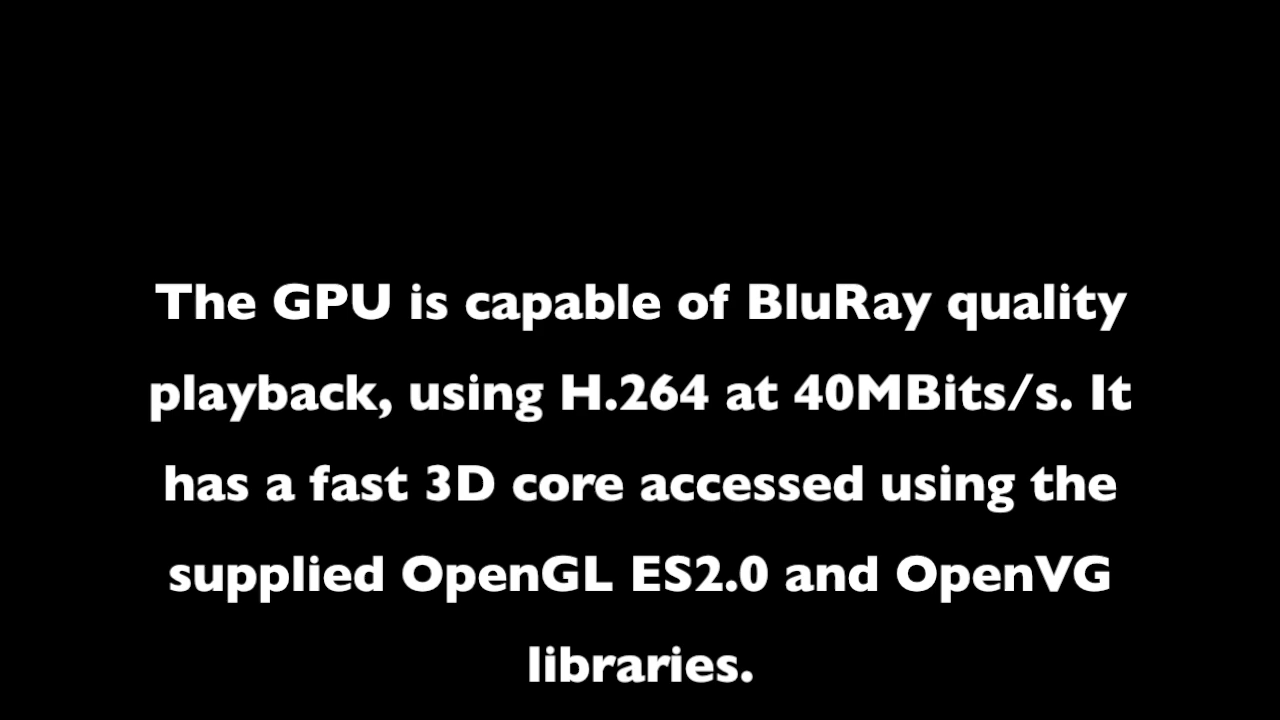 The GPU is capable of BluRay quality
playback, using H.264 at 40MBits/s. It
has a fast 3D core accessed using the
supplied OpenGL ES2.0 and OpenVG
libraries.